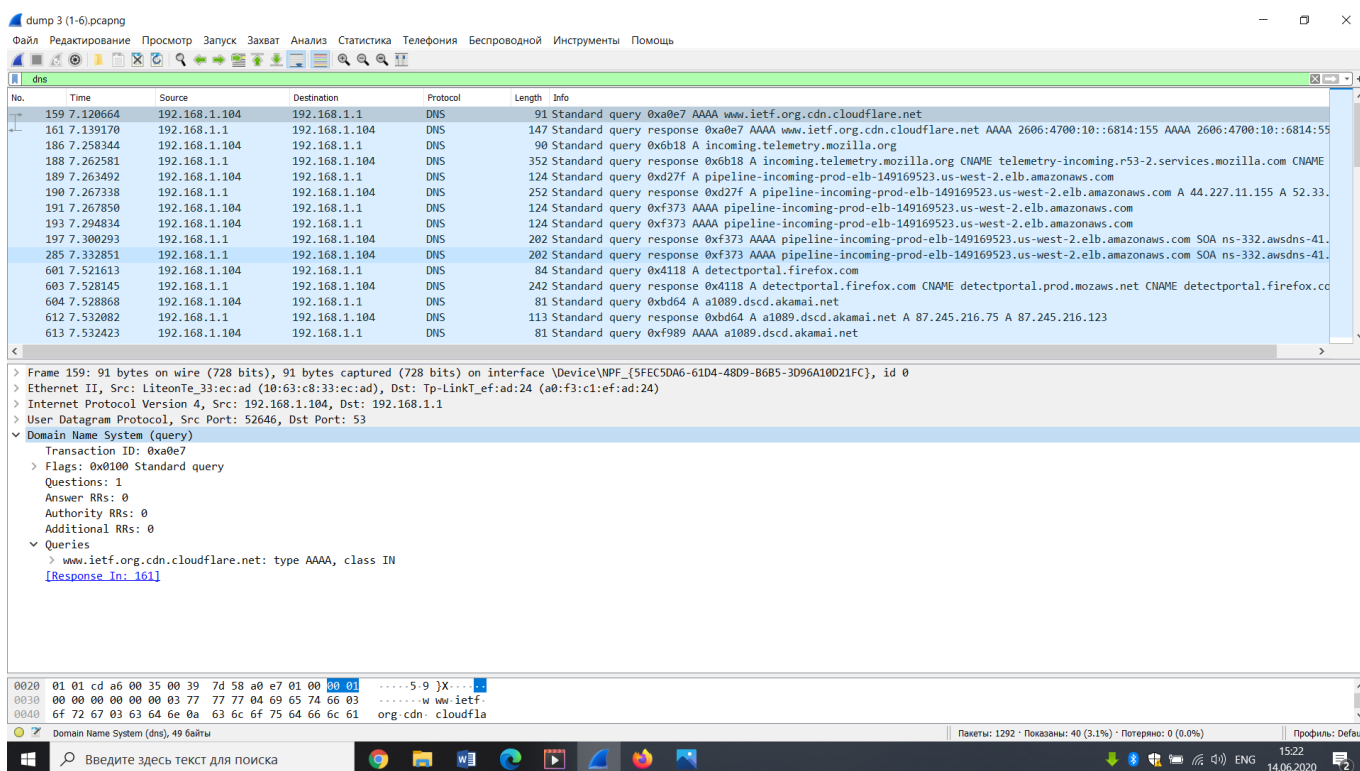 dump 3 (1-6).pcapng
Файл Редактирование Просмотр Запуск Захват Анализ Статистика Телефония Беспроводной Инструменты Помощь
dns
No. Time Source Destination Protocol Length Info
159 7.120664 192.168.1.104 192.168.1.1 DNS 91 Standard query 0xa0e7 AAAA www.ietf.org.cdn.cloudflare.net
161 7.139170 192.168.1.1 192.168.1.104 DNS 147 Standard query response 0xa0e7 AAAA www.ietf.org.cdn.cloudflare.net AAAA 2606:4700:10::6814:155 AAAA 2606:4700:10::6814:55
186 7.258344 192.168.1.104 192.168.1.1 DNS 90 Standard query 0x6b18 A incoming.telemetry.mozilla.org
188 7.262581 192.168.1.1 192.168.1.104 DNS 352 Standard query response 0x6b18 A incoming.telemetry.mozilla.org CNAME telemetry-incoming.r53-2.services.mozilla.com CNAME
189 7.263492 192.168.1.104 192.168.1.1 DNS 124 Standard query 0xd27f A pipeline-incoming-prod-elb-149169523.us-west-2.elb.amazonaws.com
190 7.267338 192.168.1.1 192.168.1.104 DNS 252 Standard query response 0xd27f A pipeline-incoming-prod-elb-149169523.us-west-2.elb.amazonaws.com A 44.227.11.155 A 52.33.
191 7.267850 192.168.1.104 192.168.1.1 DNS 124 Standard query 0xf373 AAAA pipeline-incoming-prod-elb-149169523.us-west-2.elb.amazonaws.com
193 7.294834 192.168.1.104 192.168.1.1 DNS 124 Standard query 0xf373 AAAA pipeline-incoming-prod-elb-149169523.us-west-2.elb.amazonaws.com
197 7.300293 192.168.1.1 192.168.1.104 DNS 202 Standard query response 0xf373 AAAA pipeline-incoming-prod-elb-149169523.us-west-2.elb.amazonaws.com SOA ns-332.awsdns-41.
285 7.332851 192.168.1.1 192.168.1.104 DNS 202 Standard query response 0xf373 AAAA pipeline-incoming-prod-elb-149169523.us-west-2.elb.amazonaws.com SOA ns-332.awsdns-41.
601 7.521613 192.168.1.104 192.168.1.1 DNS 84 Standard query 0x4118 A detectportal.firefox.com
603 7.528145 192.168.1.1 192.168.1.104 DNS 242 Standard query response 0x4118 A detectportal.firefox.com CNAME detectportal.prod.mozaws.net CNAME detectportal.firefox.co
604 7.528868 192.168.1.104 192.168.1.1 DNS 81 Standard query 0xbd64 A a1089.dscd.akamai.net
612 7.532082 192.168.1.1 192.168.1.104 DNS 113 Standard query response 0xbd64 A a1089.dscd.akamai.net A 87.245.216.75 A 87.245.216.123
613 7.532423 192.168.1.104 192.168.1.1 DNS 81 Standard query 0xf989 AAAA a1089.dscd.akamai.net
Frame 159: 91 bytes on wire (728 bits), 91 bytes captured (728 bits) on interface \Device\NPF_{5FEC5DA6-61D4-48D9-B6B5-3D96A10D21FC}, id 0
Ethernet II, Src: LiteonTe_33:ec:ad (10:63:c8:33:ec:ad), Dst: Tp-LinkT_ef:ad:24 (a0:f3:c1:ef:ad:24)
Internet Protocol Version 4, Src: 192.168.1.104, Dst: 192.168.1.1
User Datagram Protocol, Src Port: 52646, Dst Port: 53
Domain Name System (query)
Transaction ID: 0xa0e7
Flags: 0x0100 Standard query
Questions: 1
Answer RRs: 0
Authority RRs: 0
Additional RRs: 0
Queries
www.ietf.org.cdn.cloudflare.net: type AAAA, class IN
[Response In: 161]
0020 01 01 cd a6 00 35 00 39 7d 58 a0 e7 01 00 00 01 ·····5·9 }X······
0030 00 00 00 00 00 00 03 77 77 77 04 69 65 74 66 03 ·······w ww·ietf·
0040 6f 72 67 03 63 64 6e 0a 63 6c 6f 75 64 66 6c 61 org·cdn· cloudfla
Domain Name System (dns), 49 байты
Пакеты: 1292 · Показаны: 40 (3.1%) · Потеряно: 0 (0.0%)
Профиль: Defau
Введите здесь текст для поиска
ENG
15:22
14.06.2020
2